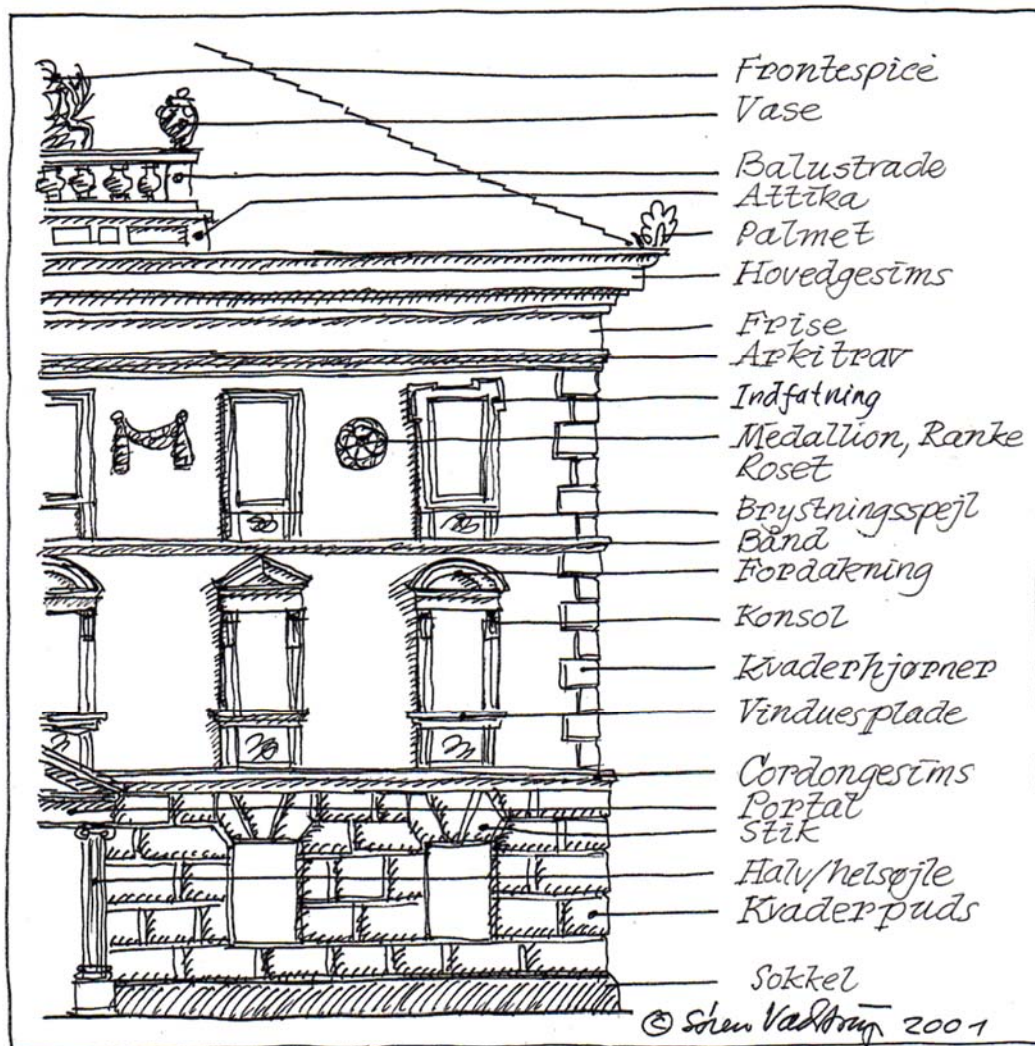 Frontespice
Vase
Balustrade
Attika
Palmet
Hovedgesims
Frise
Arkitrav
Indfatning
Medallion, Ranke
Roset
Brystningsspejl
Bånd
Fordakning
Konsol
Kvaderhjørner
Vinduesplade
Cordongesims
Portal
Stik
Halv/helsøjle
Kvaderpuds
Sokkel
© Søren Vadstrup 2001